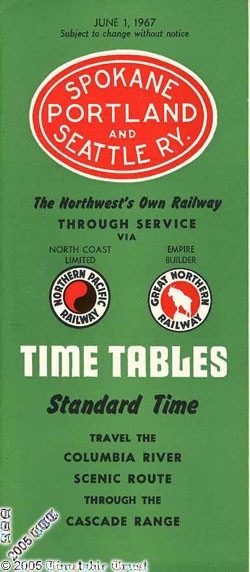 JUNE 1, 1967
Subject to change without notice
SPOKANE
PORTLAND
AND
SEATTLE RY.
The Northwest's Own Railway
THROUGH SERVICE
VIA
NORTH COAST
LIMITED
EMPIRE
BUILDER
NORTHERN PACIFIC
RAILWAY
GREAT NORTHERN
RAILWAY
TIME TABLES
Standard Time
TRAVEL THE
COLUMBIA RIVER
SCENIC ROUTE
THROUGH THE
CASCADE RANGE
© 2005
© 2005 Timetable